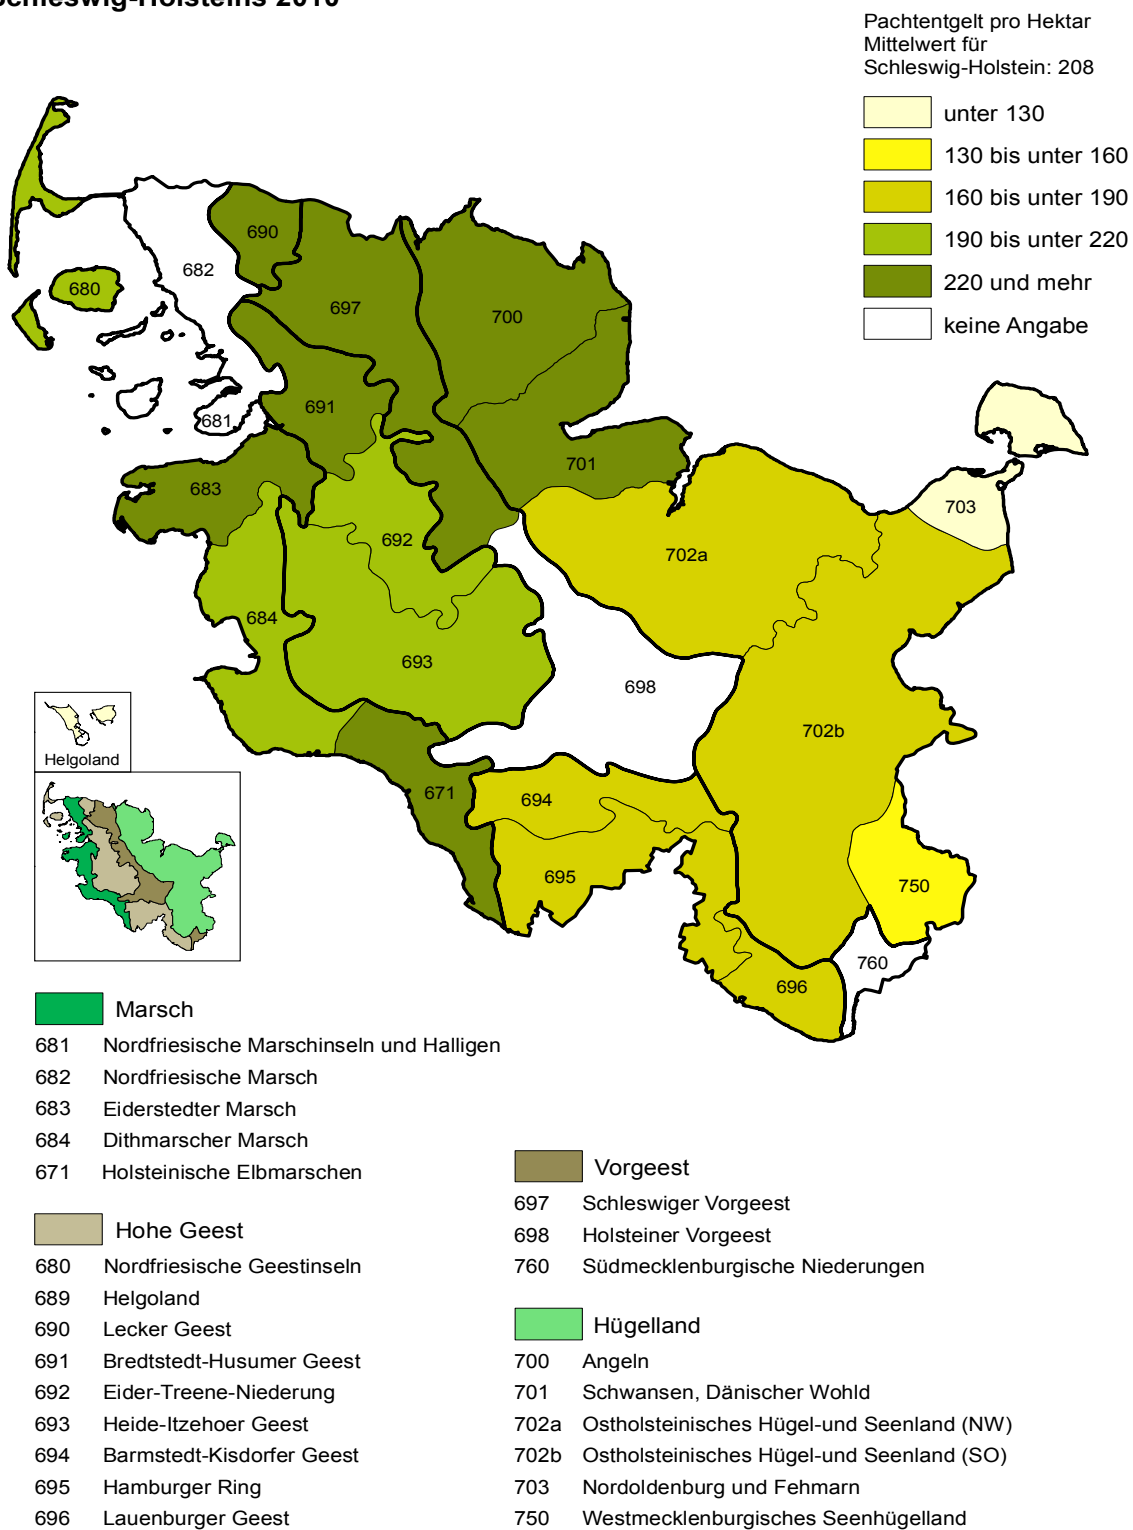 Schleswig-Holsteins 2010
Pachtentgelt pro Hektar
Mittelwert für
Schleswig-Holstein: 208
unter 130
130 bis unter 160
160 bis unter 190
190 bis unter 220
220 und mehr
keine Angabe
690
682
680
697
700
691
681
701
683
703
692
702a
684
693
698
702b
Helgoland
671
694
695
750
760
696
Marsch
681 Nordfriesische Marschinseln und Halligen
682 Nordfriesische Marsch
683 Eiderstedter Marsch
684 Dithmarscher Marsch
671 Holsteinische Elbmarschen
Hohe Geest
680 Nordfriesische Geestinseln
689 Helgoland
690 Lecker Geest
691 Bredtstedt-Husumer Geest
692 Eider-Treene-Niederung
693 Heide-Itzehoer Geest
694 Barmstedt-Kisdorfer Geest
695 Hamburger Ring
696 Lauenburger Geest
Vorgeest
697 Schleswiger Vorgeest
698 Holsteiner Vorgeest
760 Südmecklenburgische Niederungen
Hügelland
700 Angeln
701 Schwansen, Dänischer Wohld
702a Ostholsteinisches Hügel-und Seenland (NW)
702b Ostholsteinisches Hügel-und Seenland (SO)
703 Nordoldenburg und Fehmarn
750 Westmecklenburgisches Seenhügelland